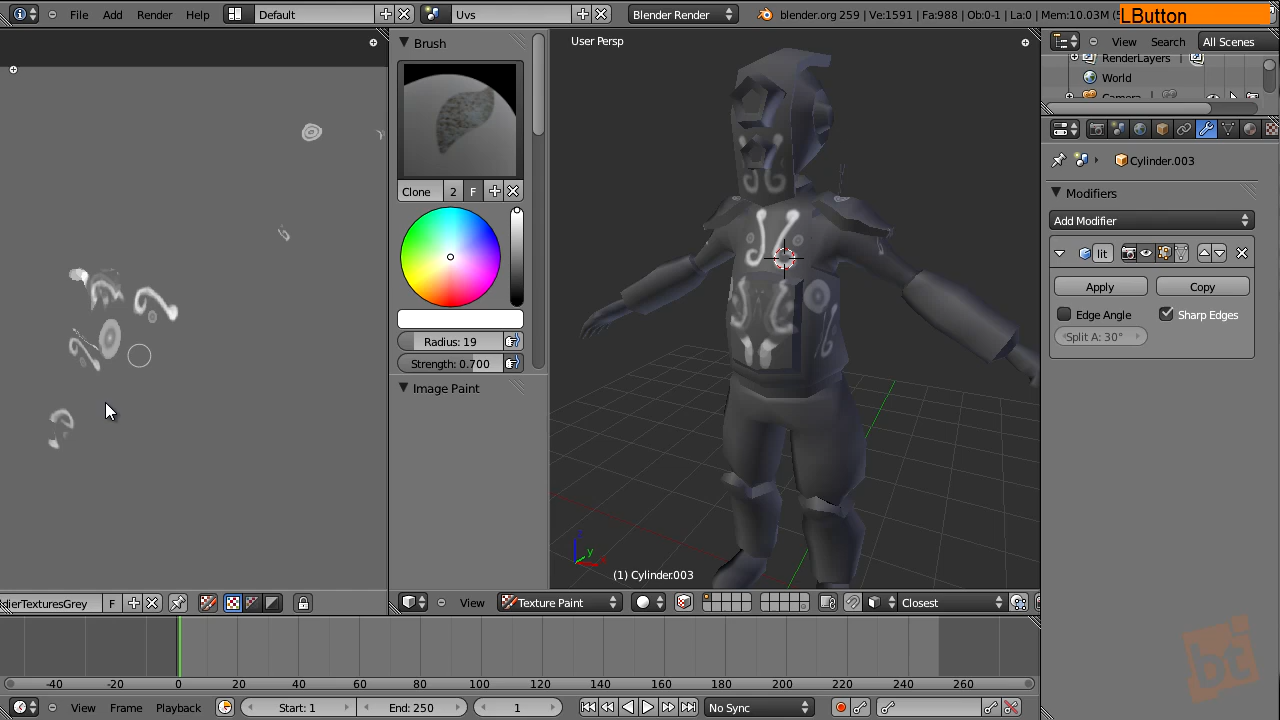 File Add Render Help Default Uvs Blender Render blender.org 259 | Ve:1591 | Fa:988 | Ob:0-1 | La:0 | Mem:10.03M
LButton
Brush
User Persp
View Search All Scenes
RenderLayers
World
Camera
Cylinder.003
Modifiers
Clone 2 F
Add Modifier
lit
Apply Copy
Edge Angle Sharp Edges
Split A: 30°
Radius: 19
Strength: 0.700
Image Paint
z
y
x
(1) Cylinder.003
dierTexturesGrey F View Texture Paint Closest
-40 -20 0 20 40 60 80 100 120 140 160 180 200 220 240 260
View Frame Playback Start: 1 End: 250 1 No Sync
bt